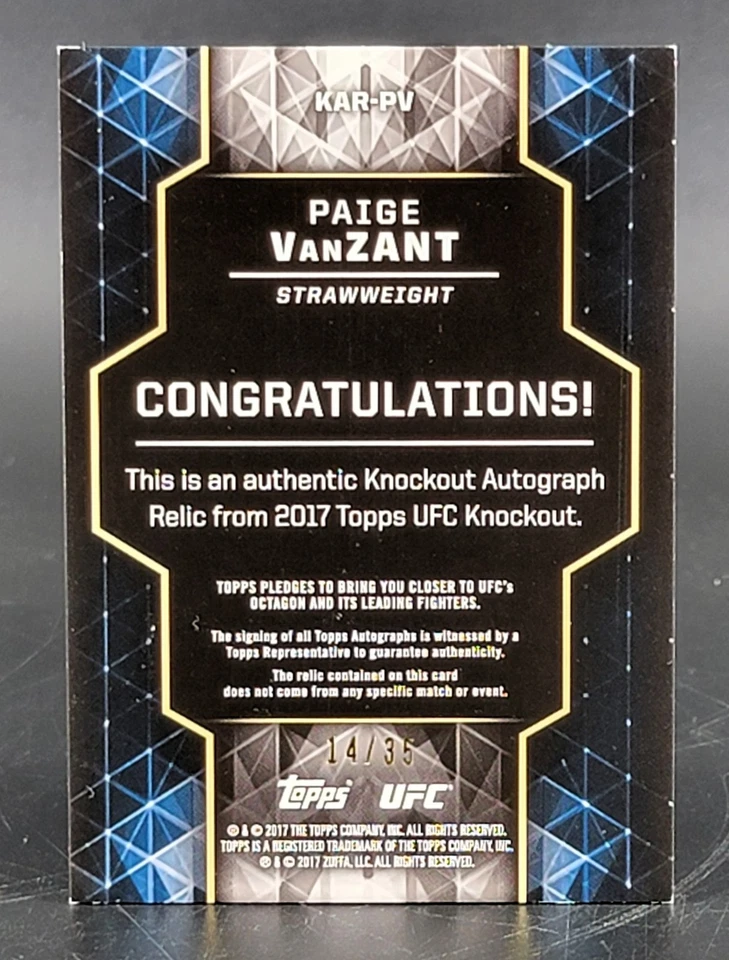 KAR-PV
PAIGE
VANZANT
STRAWWEIGHT
CONGRATULATIONS!
This is an authentic Knockout Autograph
Relic from 2017 Topps UFC Knockout.
TOPPS PLEDGES TO BRING YOU CLOSER TO UFC's
OCTAGON AND ITS LEADING FIGHTERS.
The signing of all Topps Autographs is witnessed by a
Topps Representative to guarantee authenticity.
The relic contained on this card
does not come from any specific match or event.
14/35
Topps UFC®
® & © 2017 THE TOPPS COMPANY, INC. ALL RIGHTS RESERVED.
TOPPS IS A REGISTERED TRADEMARK OF THE TOPPS COMPANY, INC.
® & © 2017 ZUFFA, LLC. ALL RIGHTS RESERVED.